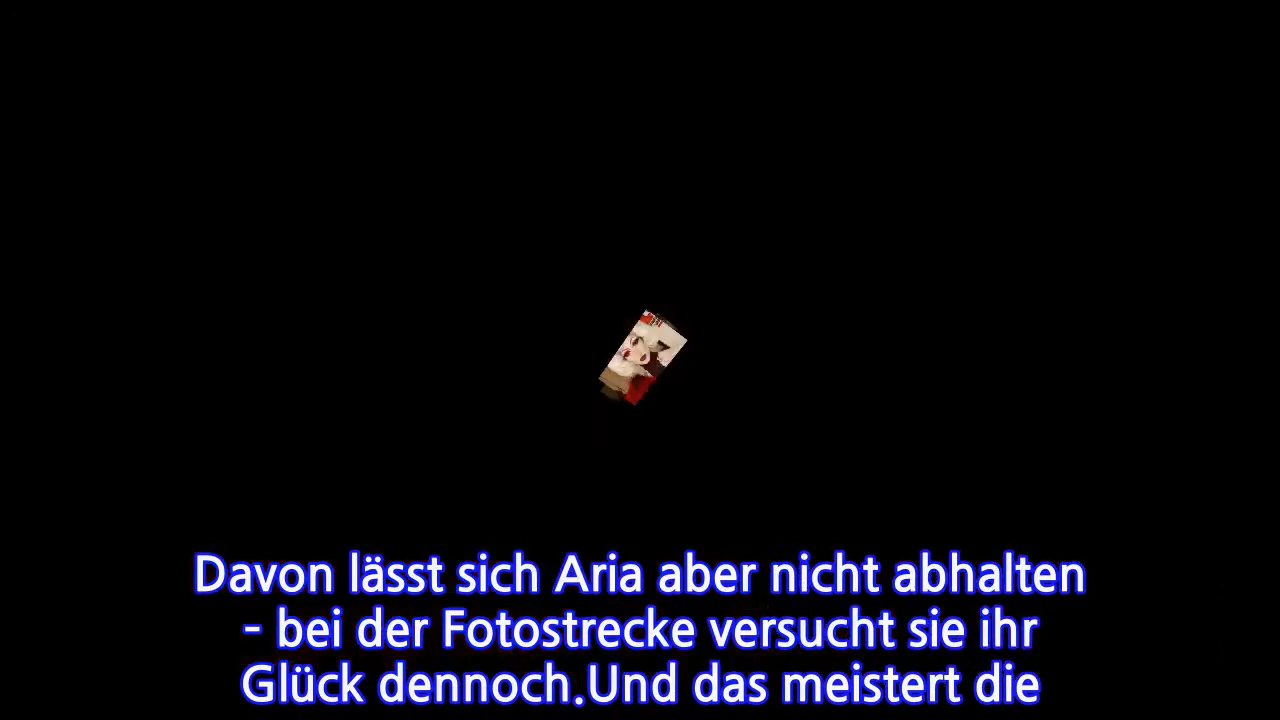 Davon lässt sich Aria aber nicht abhalten
- bei der Fotostrecke versucht sie ihr
Glück dennoch.Und das meistert die